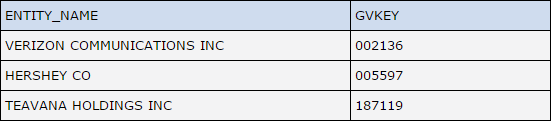 ENTITY_NAME GVKEY
VERIZON COMMUNICATIONS INC 002136
HERSHEY CO 005597
TEAVANA HOLDINGS INC 187119